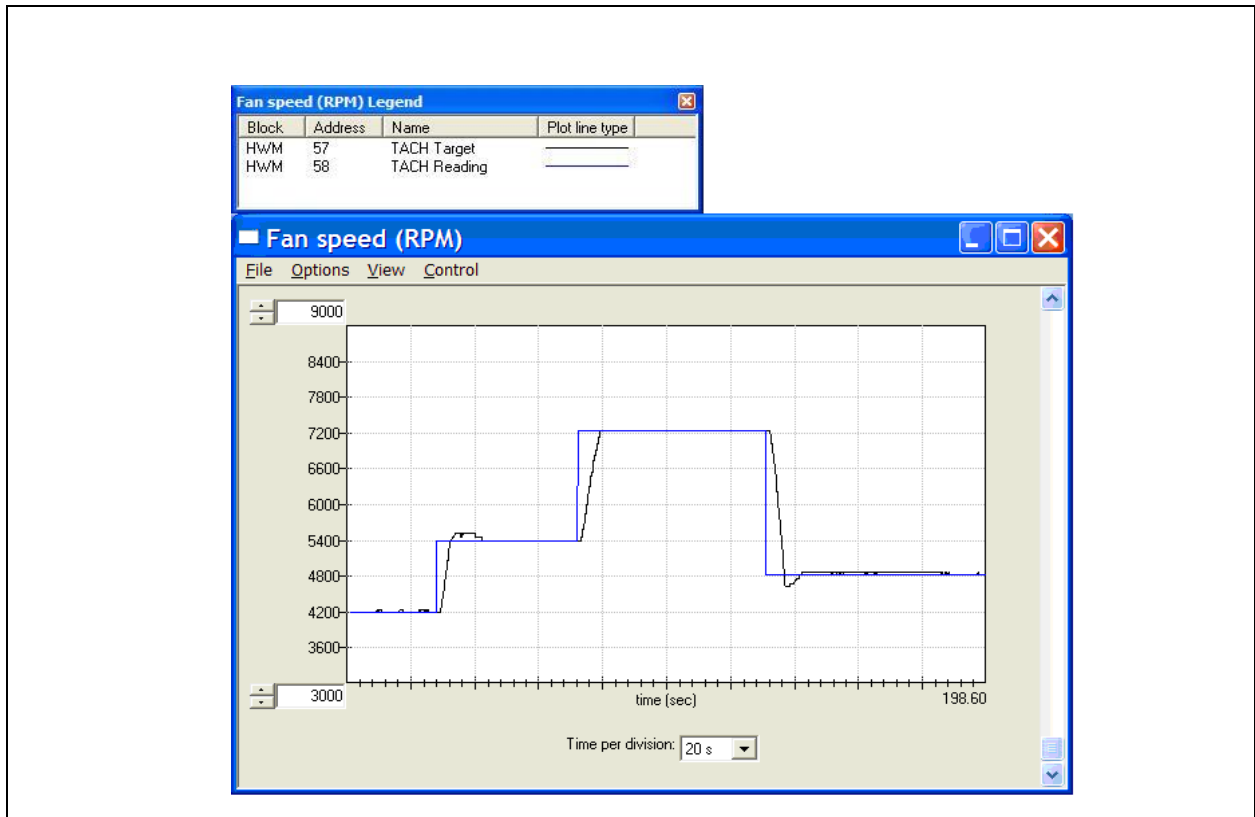 Fan speed (RPM) Legend
Block Address Name Plot line type
HWM 57 TACH Target
HWM 58 TACH Reading
Fan speed (RPM)
File Options View Control
9000
8400
7800
7200
6600
6000
5400
4800
4200
3600
3000
time (sec) 198.60
Time per division: 20 s